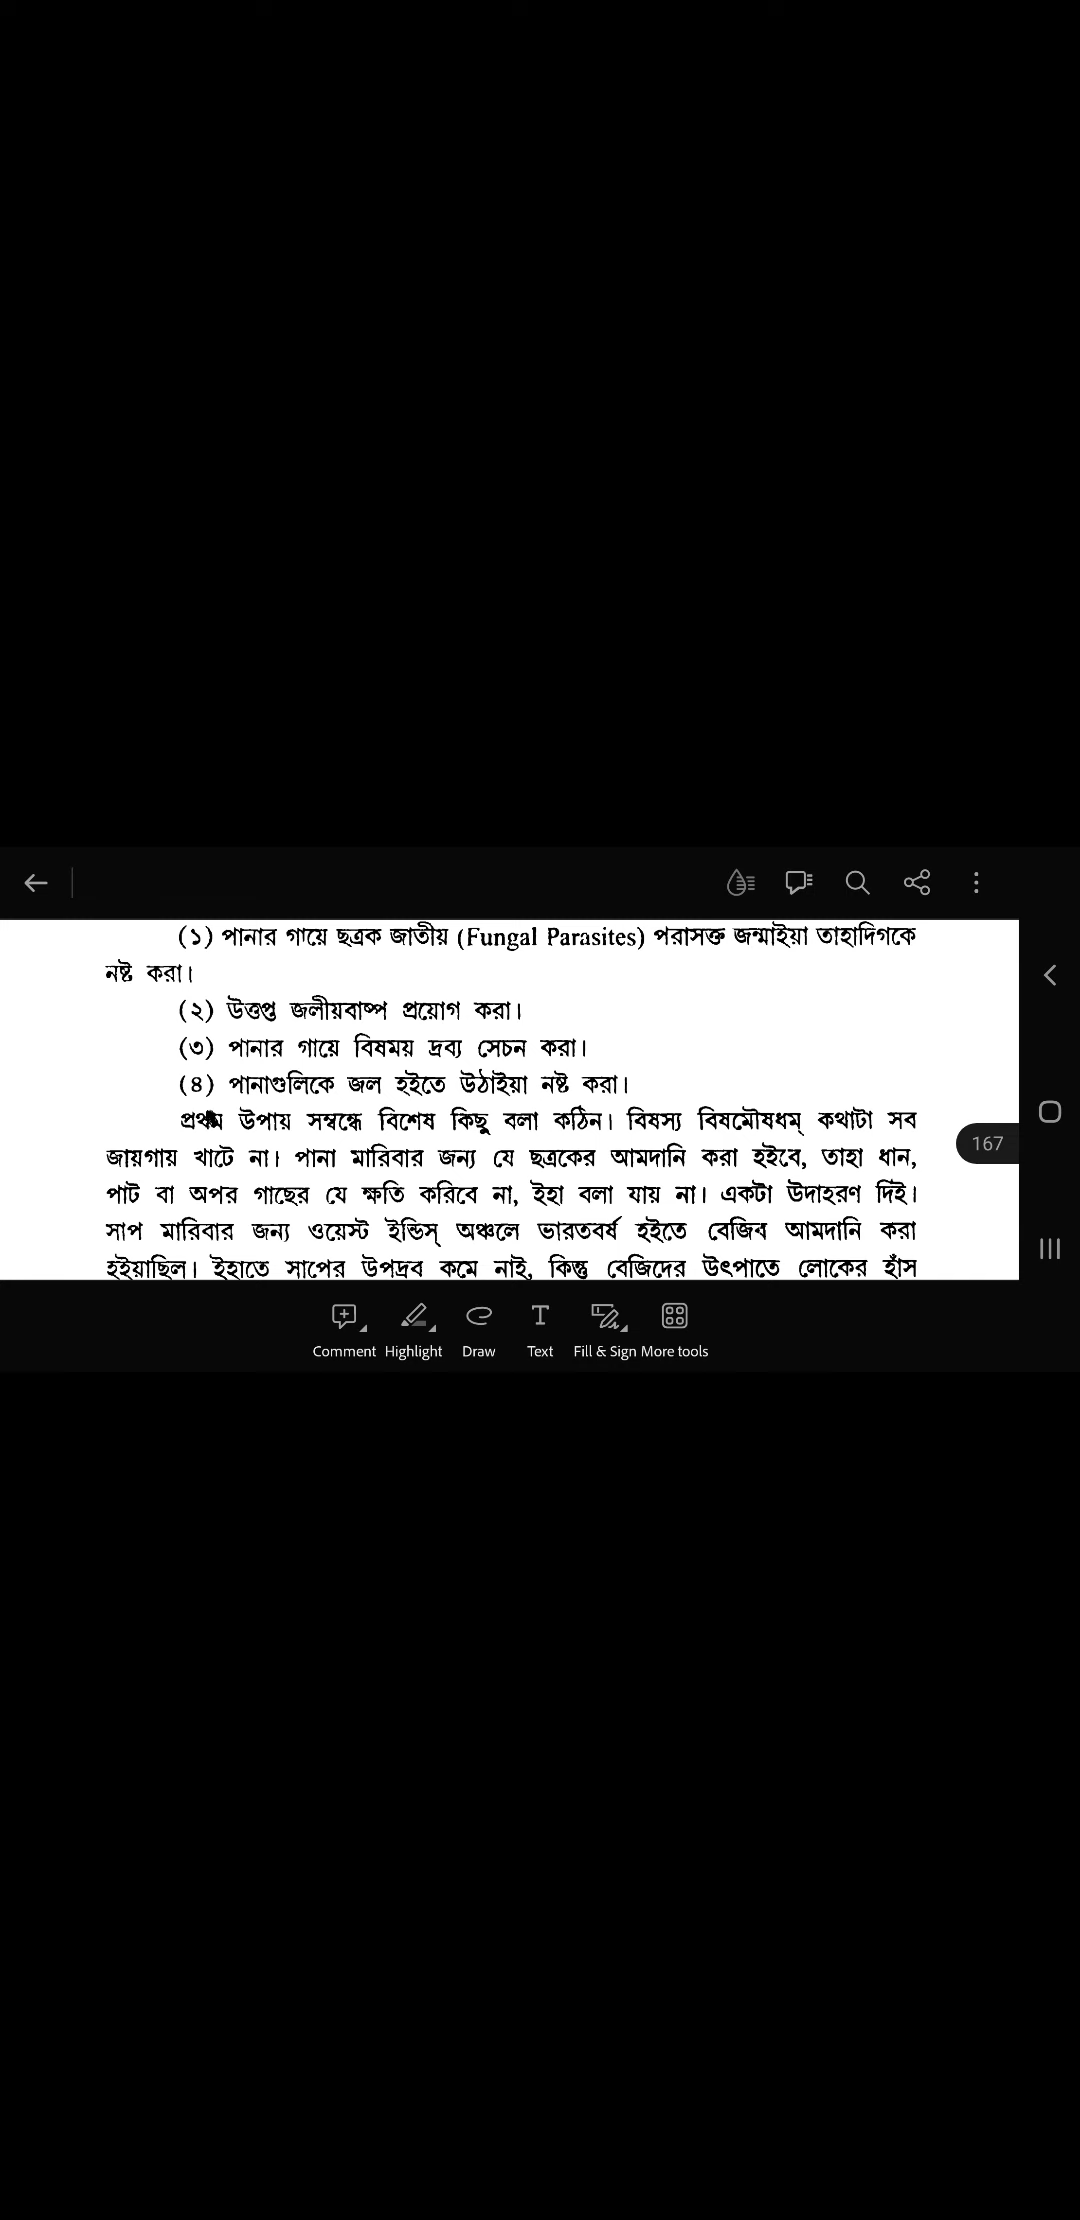 (১) পানার গায়ে ছত্রক জাতীয় (Fungal Parasites) পরাসক্ত জন্মাইয়া তাহাদিগকে
নষ্ট করা।
(২) উত্তপ্ত জলীয়বাষ্প প্রয়োগ করা।
(৩) পানার গায়ে বিষময় দ্রব্য সেচন করা।
(৪) পানাগুলিকে জল হইতে উঠাইয়া নষ্ট করা।
প্রথম উপায় সম্বন্ধে বিশেষ কিছু বলা কঠিন। বিষস্য বিষমৌষধম্ কথাটা সব
জায়গায় খাটে না। পানা মারিবার জন্য যে ছত্রকের আমদানি করা হইবে, তাহা ধান,
167
পাট বা অপর গাছের যে ক্ষতি করিবে না, ইহা বলা যায় না। একটা উদাহরণ দিই।
সাপ মারিবার জন্য ওয়েস্ট ইন্ডিস্ অঞ্চলে ভারতবর্ষ হইতে বেজিব আমদানি করা
হইয়াছিল। ইহাতে সাপের উপদ্রব কমে নাই, কিন্তু বেজিদের উৎপাতে লোকের হাঁস
Comment Highlight Draw Text Fill & Sign More tools